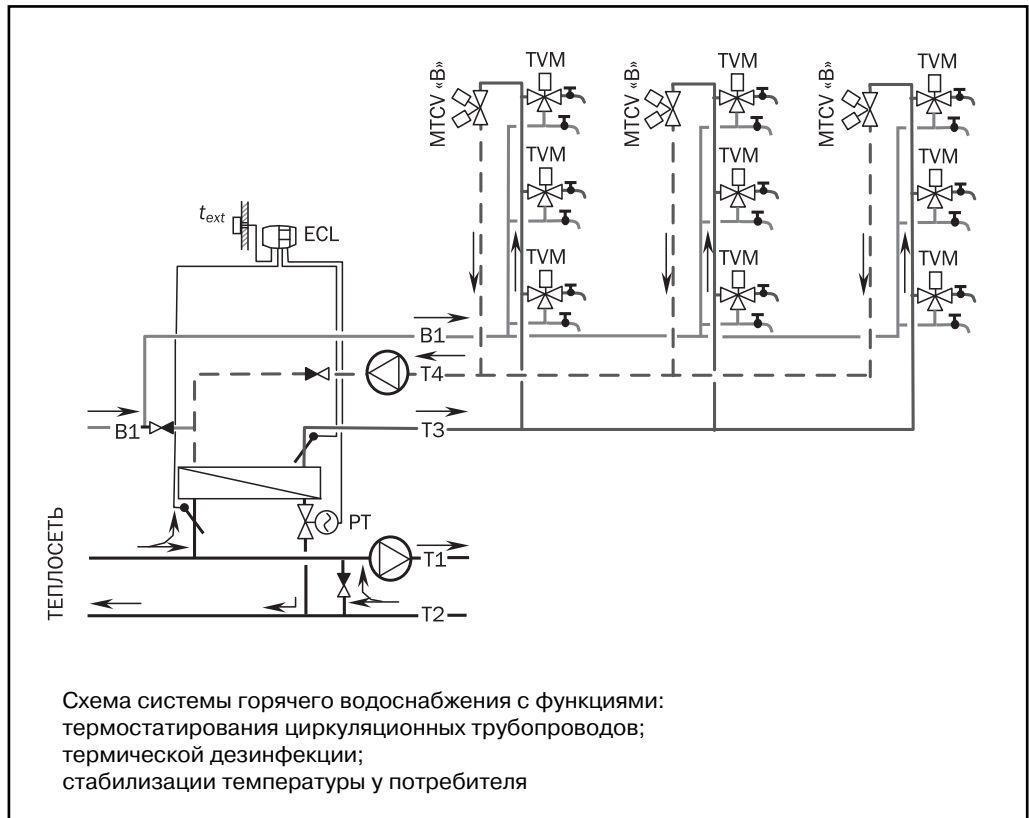 TVM
TVM
TVM
MTCV «B»
MTCV «B»
MTCV «B»
TVM
TVM
TVM
t_ext
ECL
TVM
TVM
TVM
B1
T4
B1
T3
PT
ТЕПЛОСЕТЬ
T1
T2
Схема системы горячего водоснабжения с функциями:
термостатирования циркуляционных трубопроводов;
термической дезинфекции;
стабилизации температуры у потребителя